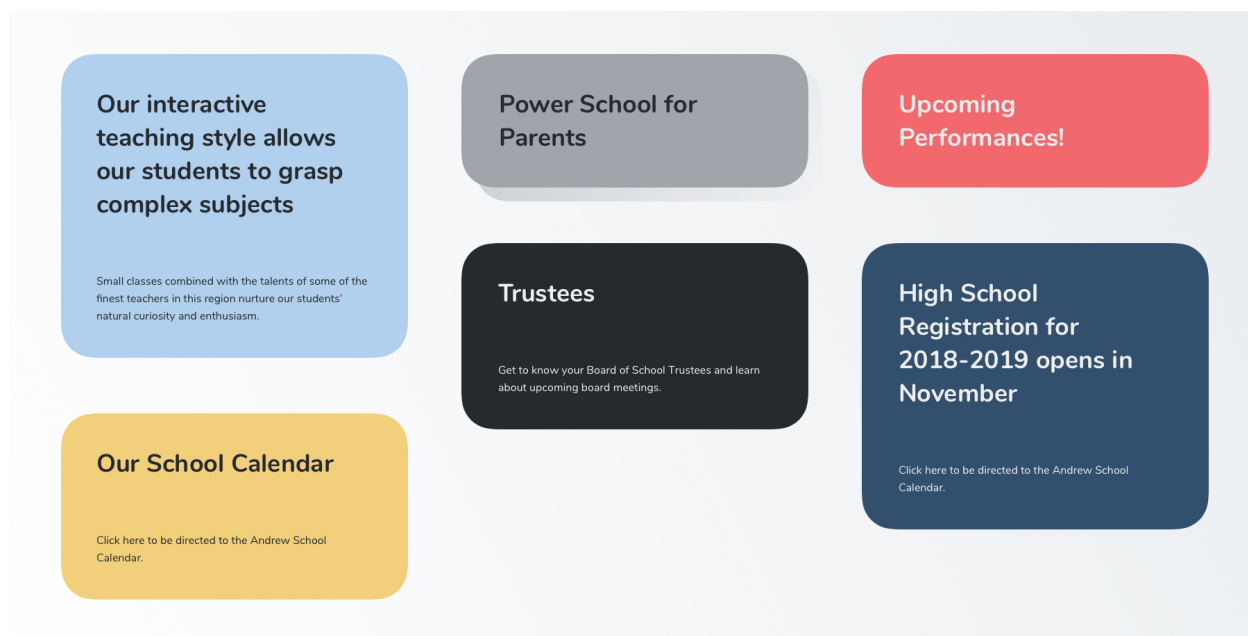 Our interactive
teaching style allows
our students to grasp
complex subjects
Small classes combined with the talents of some of the
finest teachers in this region nurture our students'
natural curiosity and enthusiasm.
Our School Calendar
Click here to be directed to the Andrew School
Calendar.
Power School for
Parents
Trustees
Get to know your Board of School Trustees and learn
about upcoming board meetings.
Upcoming
Performances!
High School
Registration for
2018-2019 opens in
November
Click here to be directed to the Andrew School
Calendar.